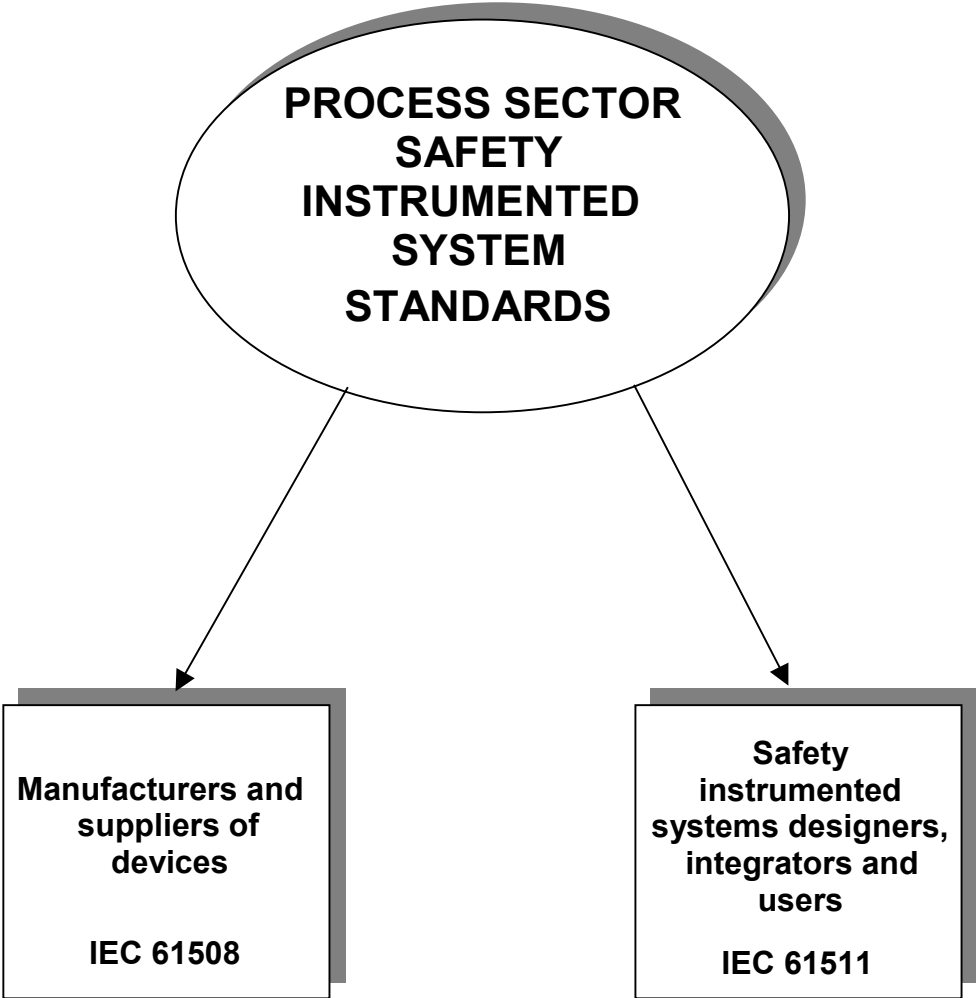 PROCESS SECTOR
SAFETY
INSTRUMENTED
SYSTEM
STANDARDS
Manufacturers and
suppliers of
devices
IEC 61508
Safety
instrumented
systems designers,
integrators and
users
IEC 61511